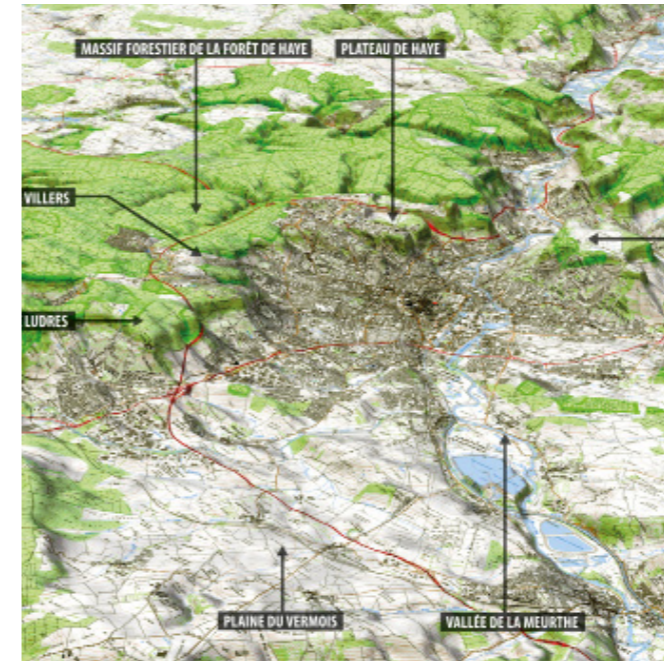 MASSIF FORESTIER DE LA FORÊT DE HAYE
PLATEAU DE HAYE
VILLERS
LUDRES
PLAINE DU VERMOIS
VALLÉE DE LA MEURTHE